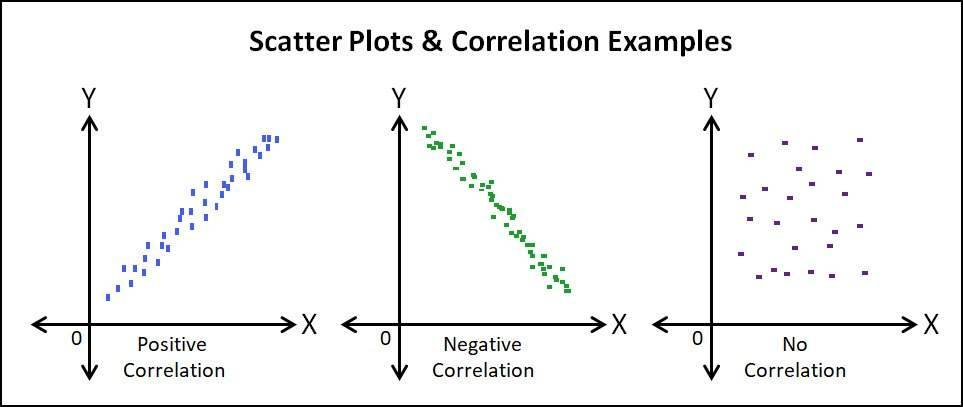 Scatter Plots & Correlation Examples
Y
Y
Y
X
X
X
0
0
0
Positive
Correlation
Negative
Correlation
No
Correlation